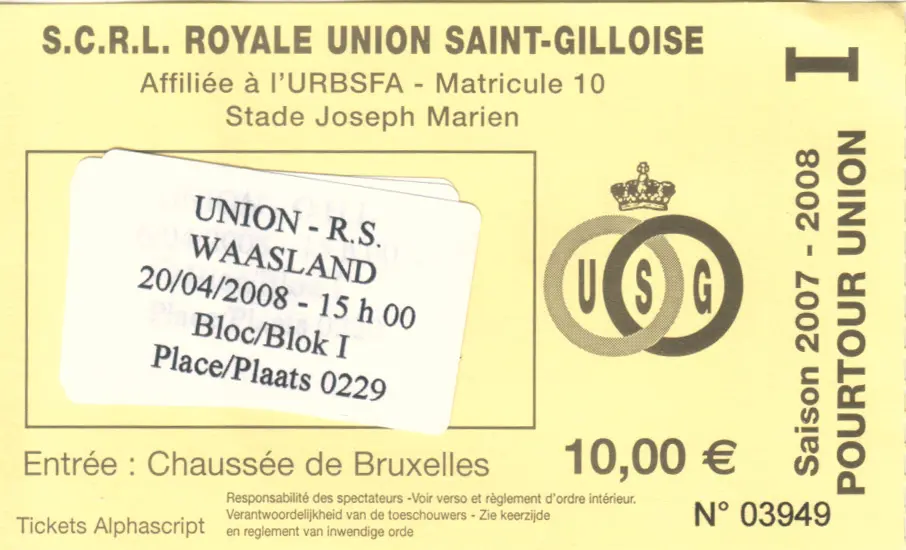 S.C.R.L. ROYALE UNION SAINT-GILLOISE
Affiliée à l'URBSFA - Matricule 10
Stade Joseph Marien
UNION - R.S.
WAASLAND
20/04/2008 - 15 h 00
Bloc/Blok I
Place/Plaats 0229
U S G
I
Saison 2007 - 2008
POURTOUR UNION
Entrée : Chaussée de Bruxelles
10,00 €
Tickets Alphascript
Responsabilité des spectateurs -Voir verso et règlement d'ordre intérieur.
Verantwoordelijkheid van de toeschouwers - Zie keerzijde
en reglement van inwendige orde
N° 03949